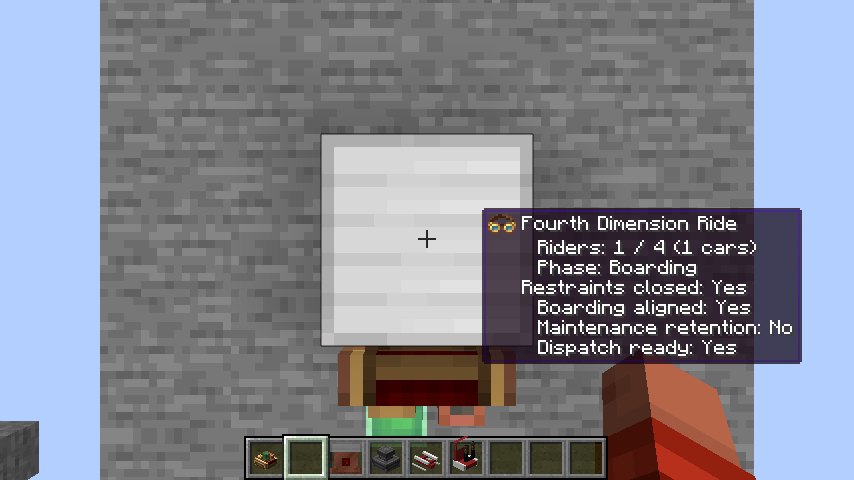 Fourth Dimension Ride
Riders: 1 / 4 (1 cars)
Phase: Boarding
Restraints closed: Yes
Boarding aligned: Yes
Maintenance retention: No
Dispatch ready: Yes